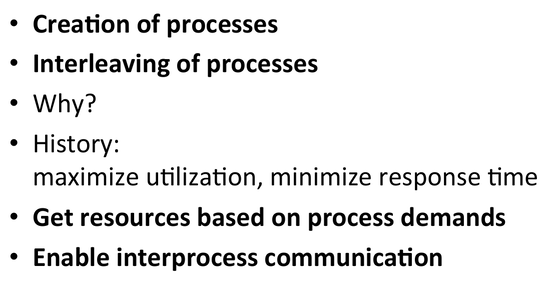 • Creation of processes
• Interleaving of processes
• Why?
• History:
maximize utilization, minimize response time
• Get resources based on process demands
• Enable interprocess communication